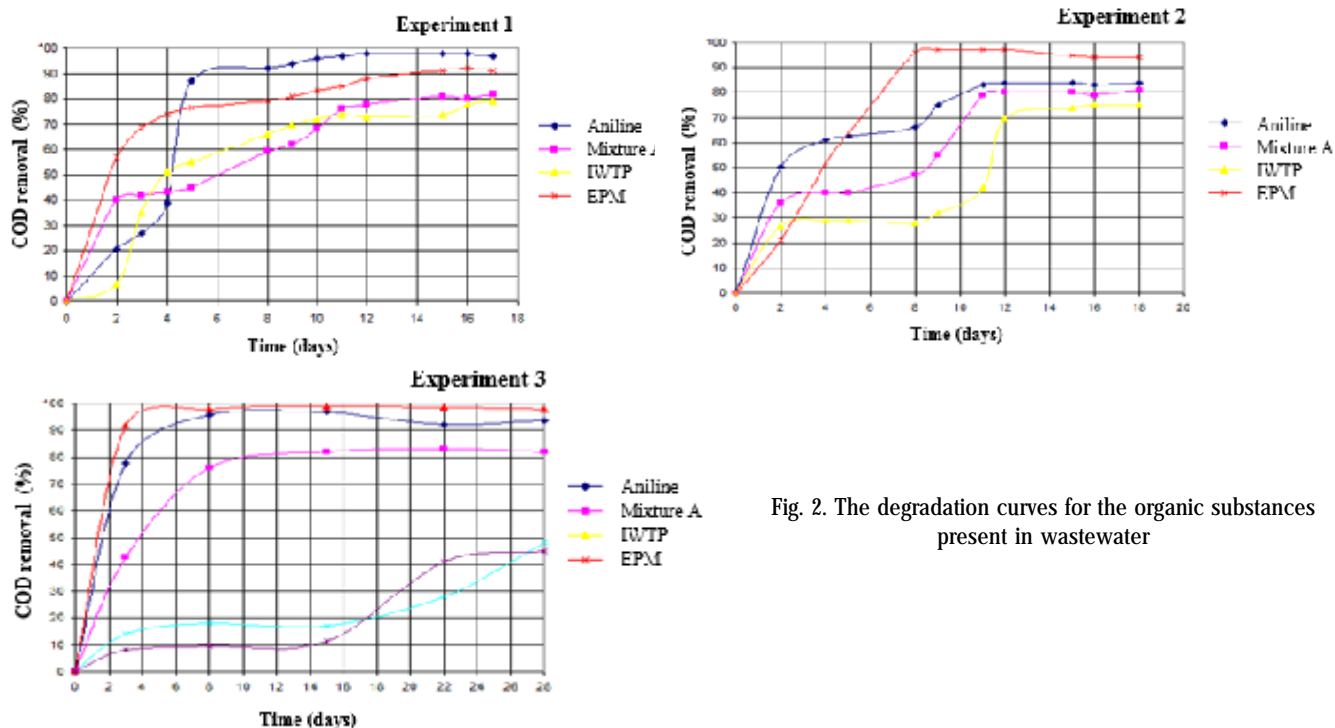 Experiment 1
COD removal (%)
100
90
80
70
60
50
40
30
20
10
0
0 2 4 6 8 10 12 14 16 18
Time (days)
Aniline
Mixture A
IWTP
EPM
Experiment 2
COD removal (%)
100
90
80
70
60
50
40
30
20
10
0
0 2 4 6 8 10 12 14 16 18 20
Time (days)
Aniline
Mixture A
IWTP
EPM
Experiment 3
COD removal (%)
100
90
80
70
60
50
40
30
20
10
0
0 2 4 6 8 10 12 14 16 18 20 22 24 26 28
Time (days)
Aniline
Mixture A
IWTP
EPM
Fig. 2. The degradation curves for the organic substances
present in wastewater